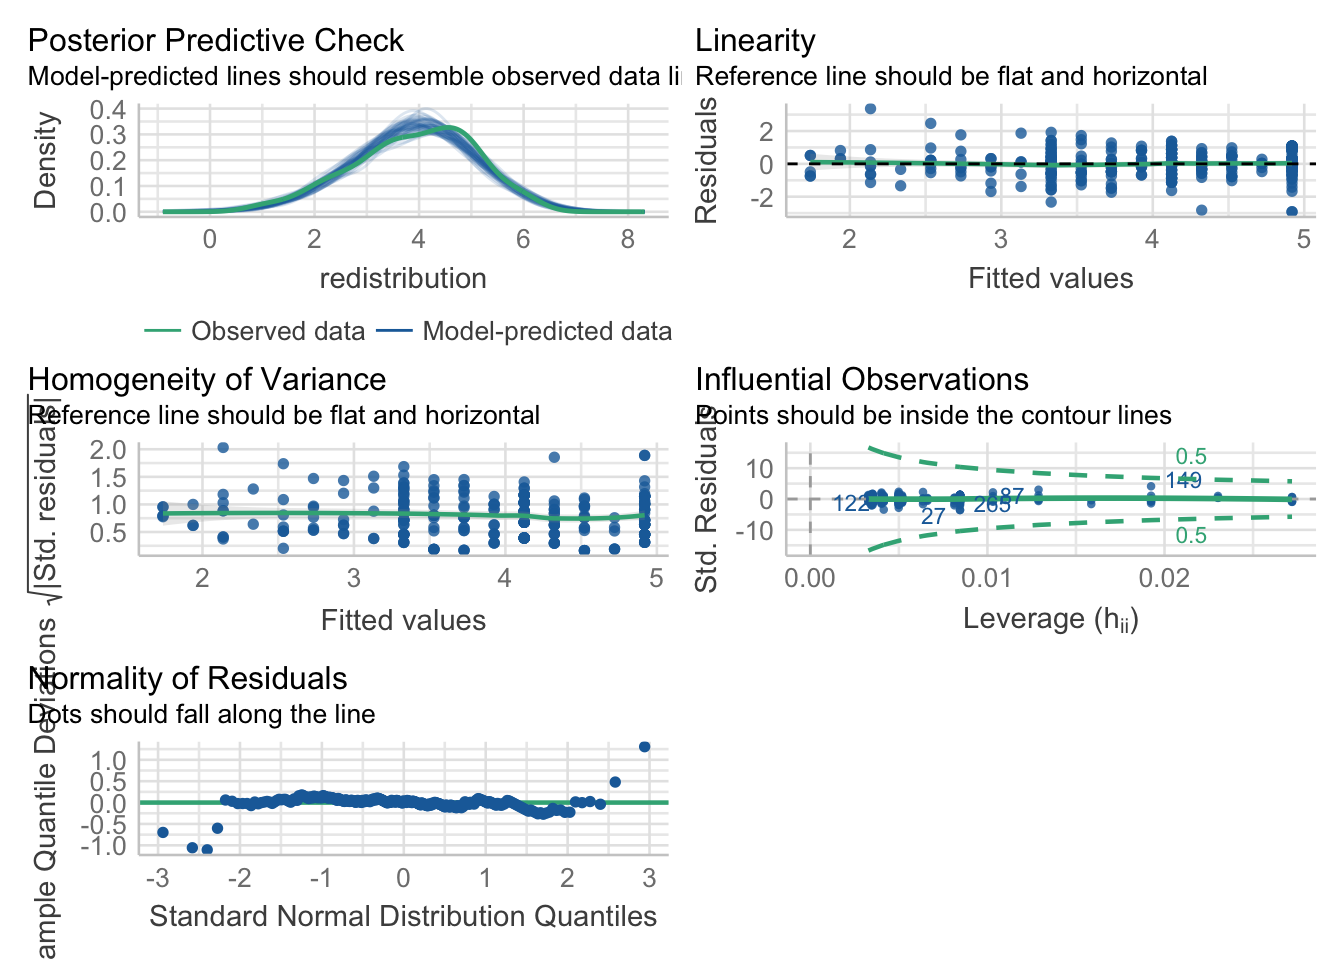 Posterior Predictive Check
Model-predicted lines should resemble observed data li
Density
0.4
0.3
0.2
0.1
0.0
0 2 4 6 8
redistribution
Observed data Model-predicted data
Linearity
Reference line should be flat and horizontal
Residuals
2
0
-2
2 3 4 5
Fitted values
Homogeneity of Variance
Reference line should be flat and horizontal
√|Std. residuals|
2.0
1.5
1.0
0.5
2 3 4 5
Fitted values
Influential Observations
Points should be inside the contour lines
Std. Residuals
10
0
-10
0.5
149
122
265
87
27
0.5
0.00 0.01 0.02
Leverage (hii)
Normality of Residuals
Dots should fall along the line
ample Quantile Deviations
1.0
0.5
0.0
-0.5
-1.0
-3 -2 -1 0 1 2 3
Standard Normal Distribution Quantiles